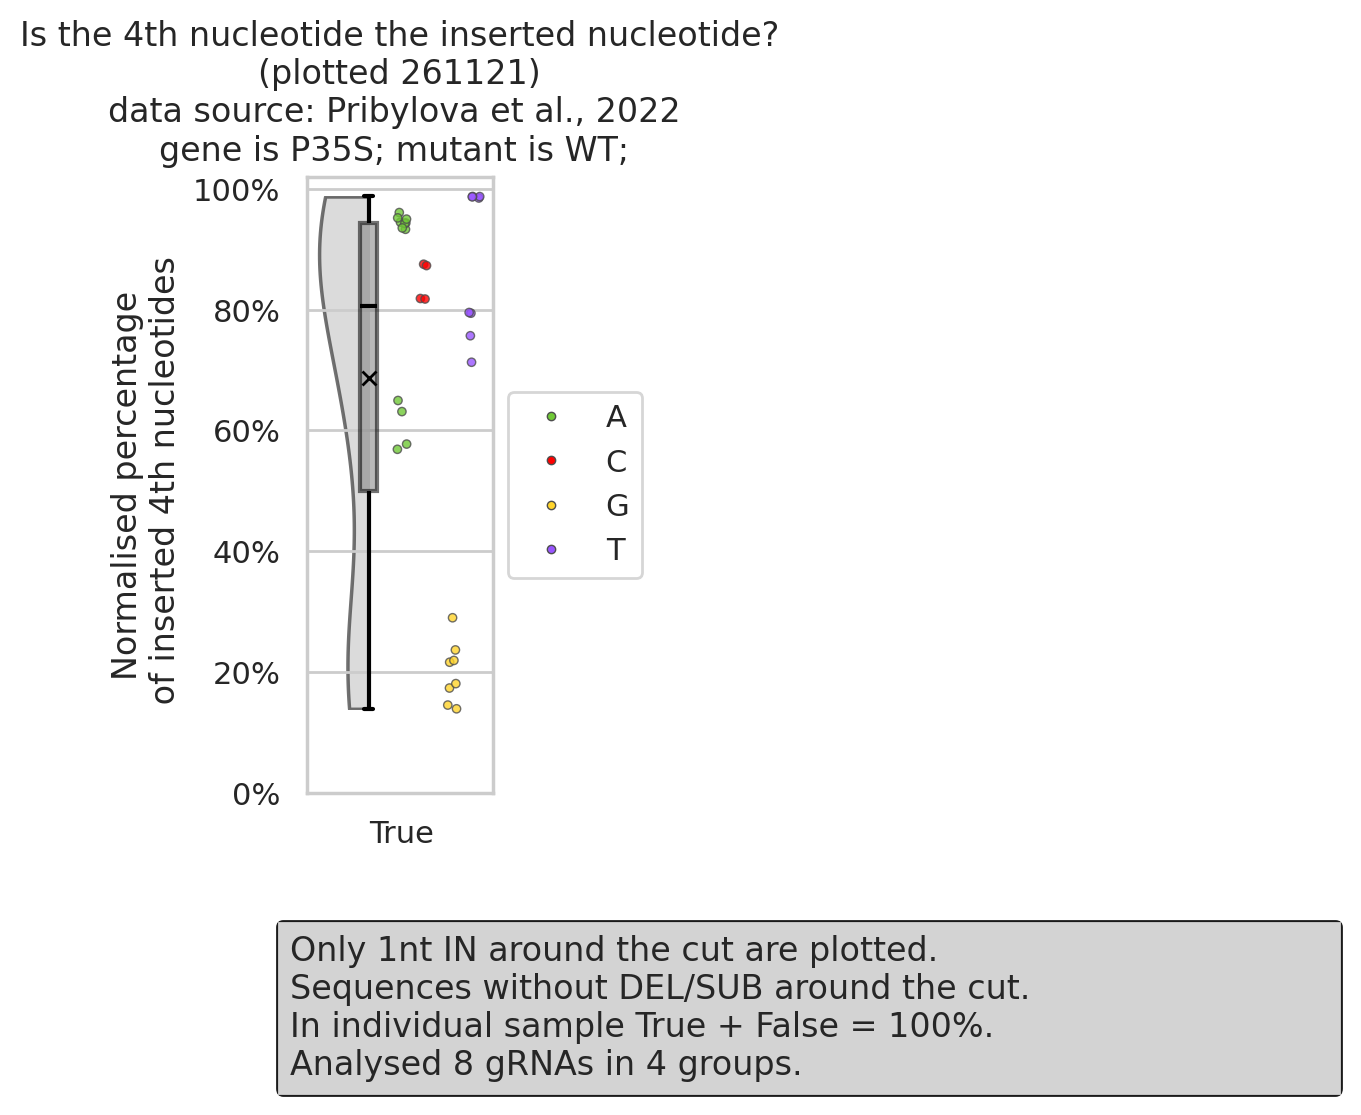 Is the 4th nucleotide the inserted nucleotide?
(plotted 261121)
data source: Pribylova et al., 2022
gene is P35S; mutant is WT;
Normalised percentage
of inserted 4th nucleotides
100%
80%
60%
40%
20%
0%
True
A
C
G
T
Only 1nt IN around the cut are plotted.
Sequences without DEL/SUB around the cut.
In individual sample True + False = 100%.
Analysed 8 gRNAs in 4 groups.